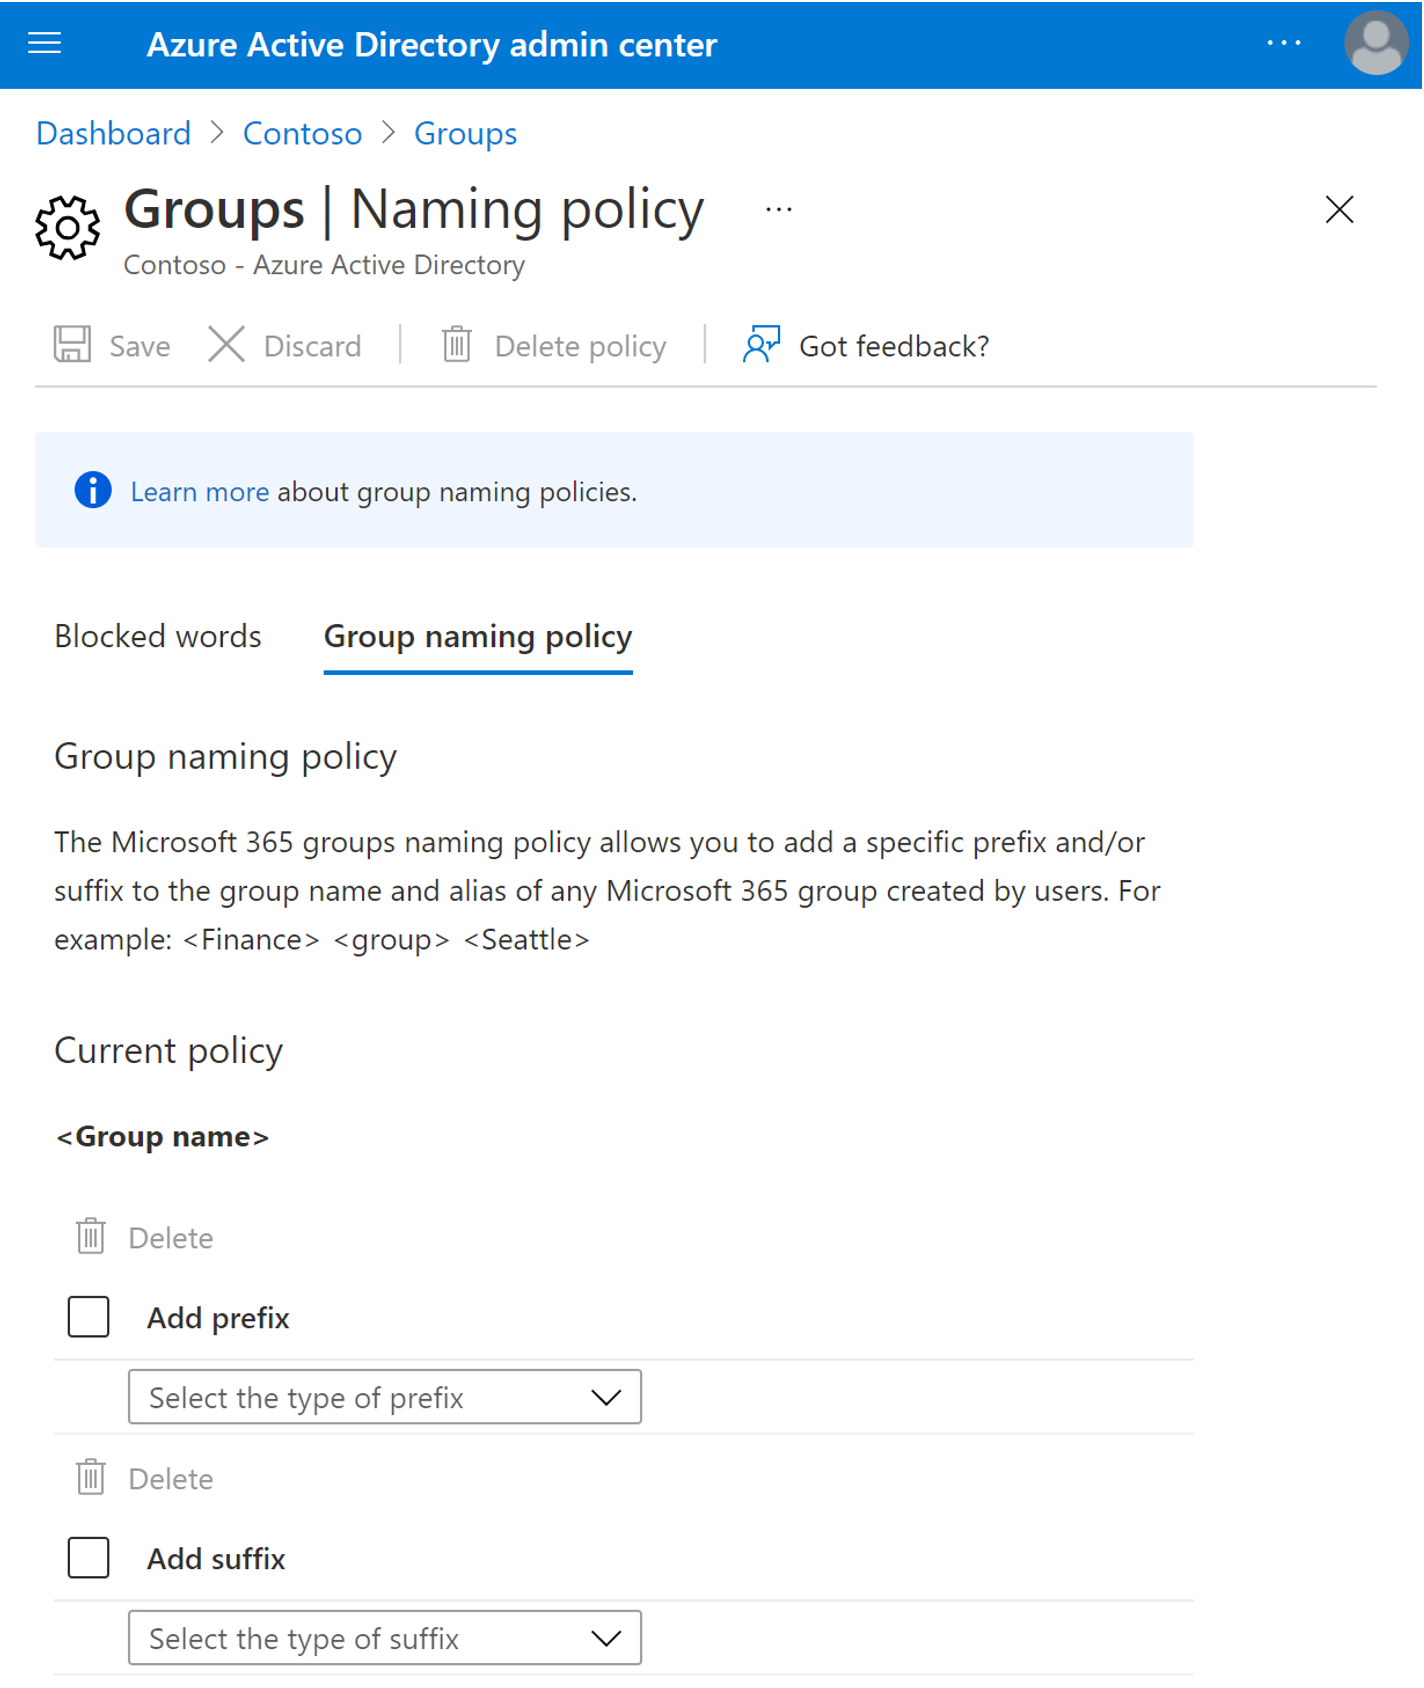 Azure Active Directory admin center
Dashboard > Contoso > Groups
Groups | Naming policy ...
Contoso - Azure Active Directory
Save Discard | Delete policy | Got feedback?
Learn more about group naming policies.
Blocked words Group naming policy
Group naming policy
The Microsoft 365 groups naming policy allows you to add a specific prefix and/or
suffix to the group name and alias of any Microsoft 365 group created by users. For
example: <Finance> <group> <Seattle>
Current policy
<Group name>
Delete
Add prefix
Select the type of prefix
Delete
Add suffix
Select the type of suffix